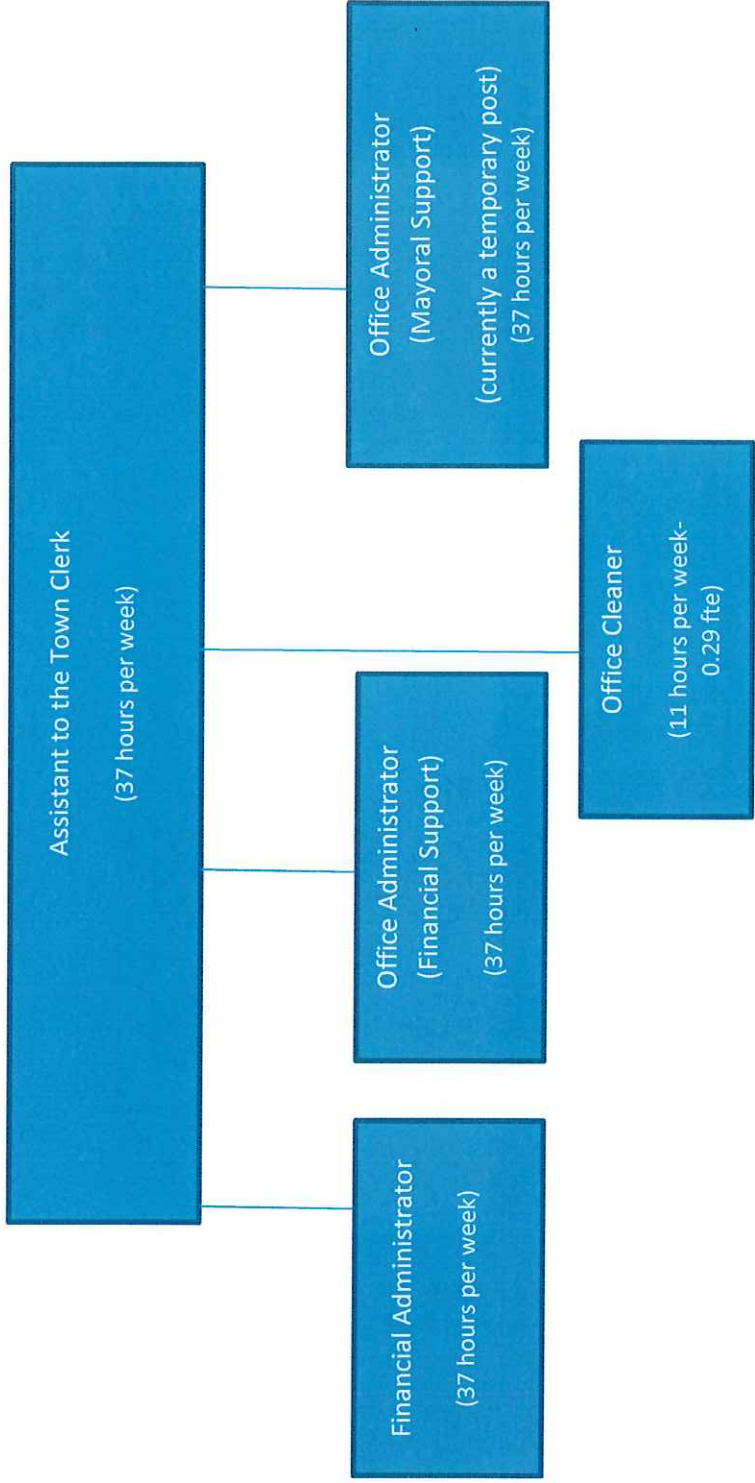 Assistant to the Town Clerk
(37 hours per week)
Financial Administrator
(37 hours per week)
Office Administrator
(Financial Support)
(37 hours per week)
Office Cleaner
(11 hours per week-
0.29 fte)
Office Administrator
(Mayoral Support)
(currently a temporary post)
(37 hours per week)